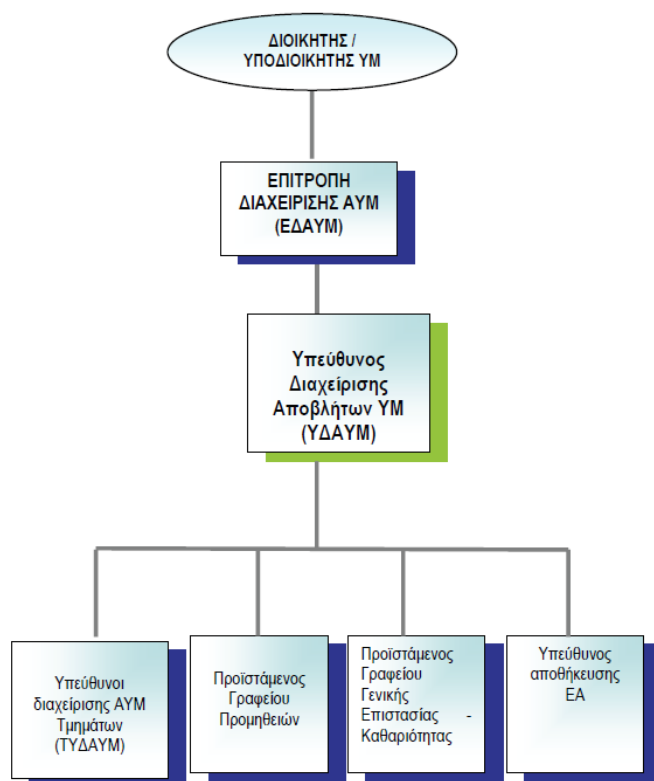 ΔΙΟΙΚΗΤΗΣ /
ΥΠΟΔΙΟΙΚΗΤΗΣ ΥΜ
ΕΠΙΤΡΟΠΗ
ΔΙΑΧΕΙΡΙΣΗΣ ΑΥΜ
(ΕΔΑΥΜ)
Υπεύθυνος
Διαχείρισης
Αποβλήτων ΥΜ
(ΥΔΑΥΜ)
Υπεύθυνοι
διαχείρισης ΑΥΜ
Τμημάτων
(ΤΥΔΑΥΜ)
Προϊστάμενος
Γραφείου
Προμηθειών
Προϊστάμενος
Γραφείου
Γενικής
Επιστασίας -
Καθαριότητας
Υπεύθυνος
αποθήκευσης
ΕΑ